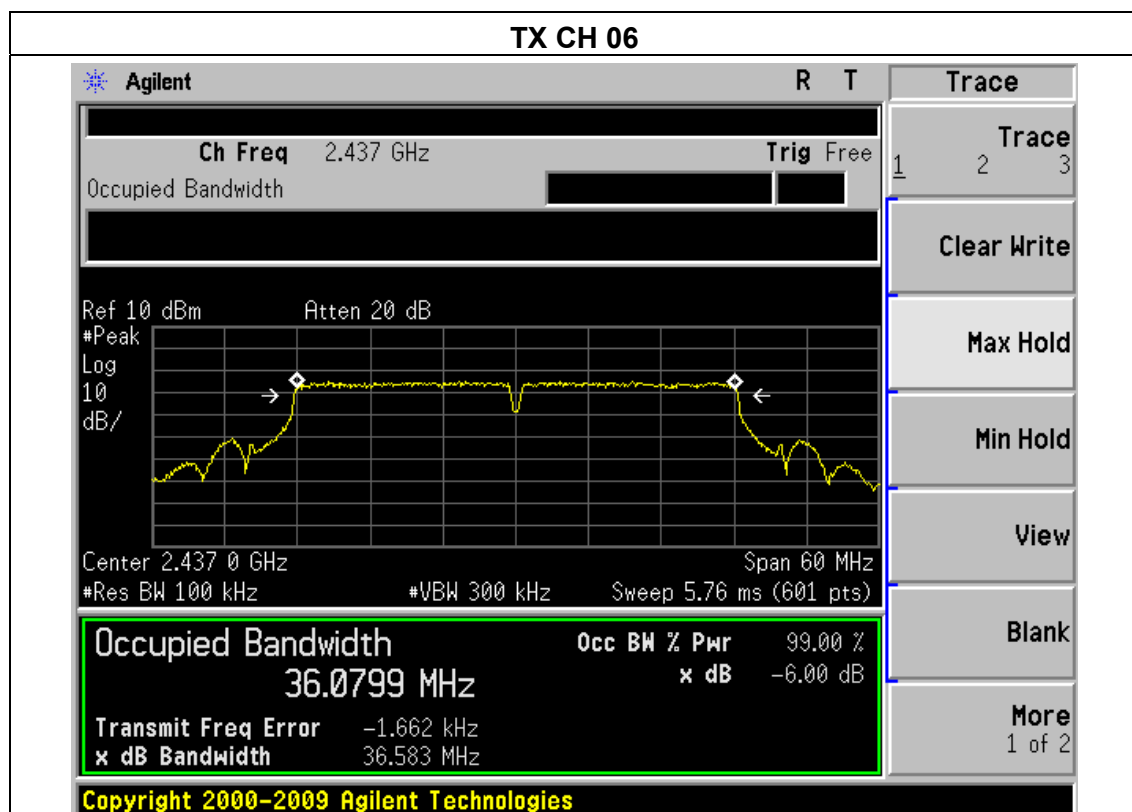 TX CH 06
Agilent R T Trace
Ch Freq 2.437 GHz Trig Free
Occupied Bandwidth
Trace
1 2 3
Clear Write
Max Hold
Min Hold
View
Blank
More
1 of 2
Ref 10 dBm Atten 20 dB
#Peak
Log
10
dB/
Center 2.437 0 GHz Span 60 MHz
#Res BW 100 kHz #VBW 300 kHz Sweep 5.76 ms (601 pts)
Occupied Bandwidth Occ BW % Pwr 99.00 %
36.0799 MHz x dB -6.00 dB
Transmit Freq Error -1.662 kHz
x dB Bandwidth 36.583 MHz
Copyright 2000-2009 Agilent Technologies